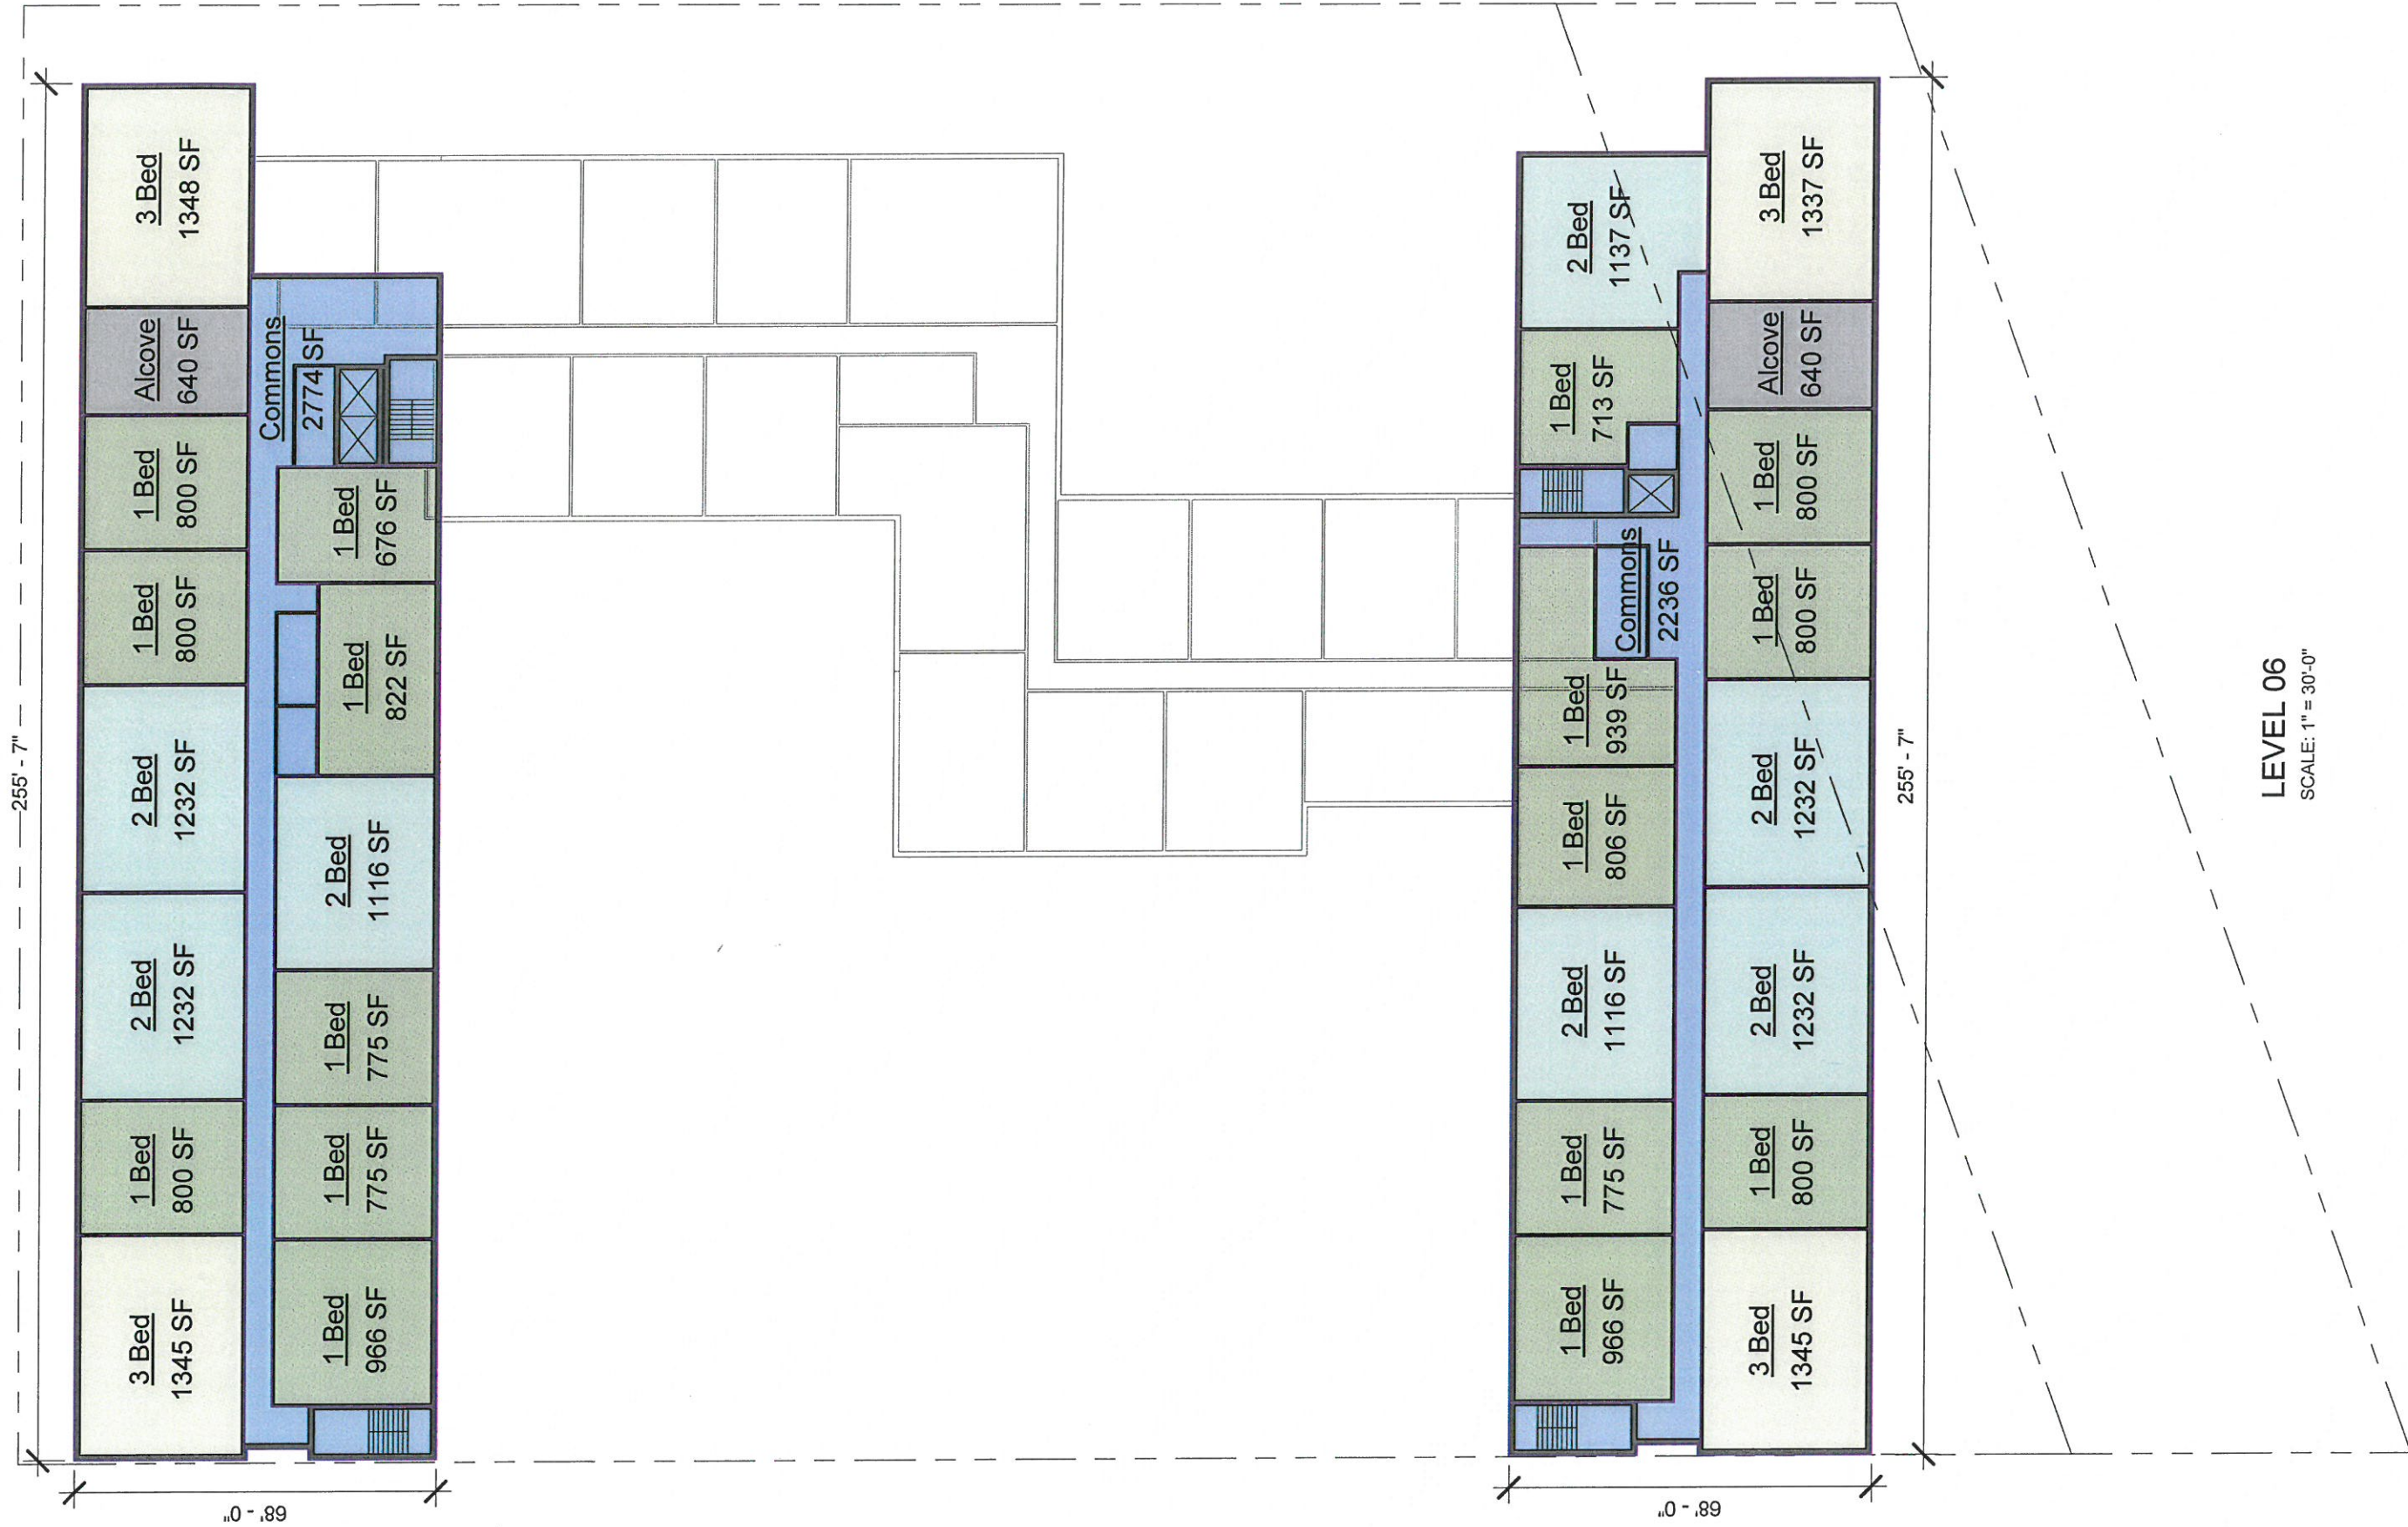 255' - 7"
3 Bed
1348 SF
Alcove
640 SF
1 Bed
800 SF
1 Bed
800 SF
2 Bed
1232 SF
2 Bed
1232 SF
1 Bed
800 SF
3 Bed
1345 SF
Commons
2774 SF
1 Bed
676 SF
1 Bed
822 SF
2 Bed
1116 SF
1 Bed
775 SF
1 Bed
775 SF
1 Bed
966 SF
68' - 0"
2 Bed
1137 SF
1 Bed
713 SF
Commons
2236 SF
1 Bed
939 SF
1 Bed
806 SF
2 Bed
1116 SF
1 Bed
775 SF
1 Bed
966 SF
3 Bed
1337 SF
Alcove
640 SF
1 Bed
800 SF
1 Bed
800 SF
2 Bed
1232 SF
2 Bed
1232 SF
1 Bed
800 SF
3 Bed
1345 SF
255' - 7"
68' - 0"
LEVEL 06
SCALE: 1" = 30'-0"